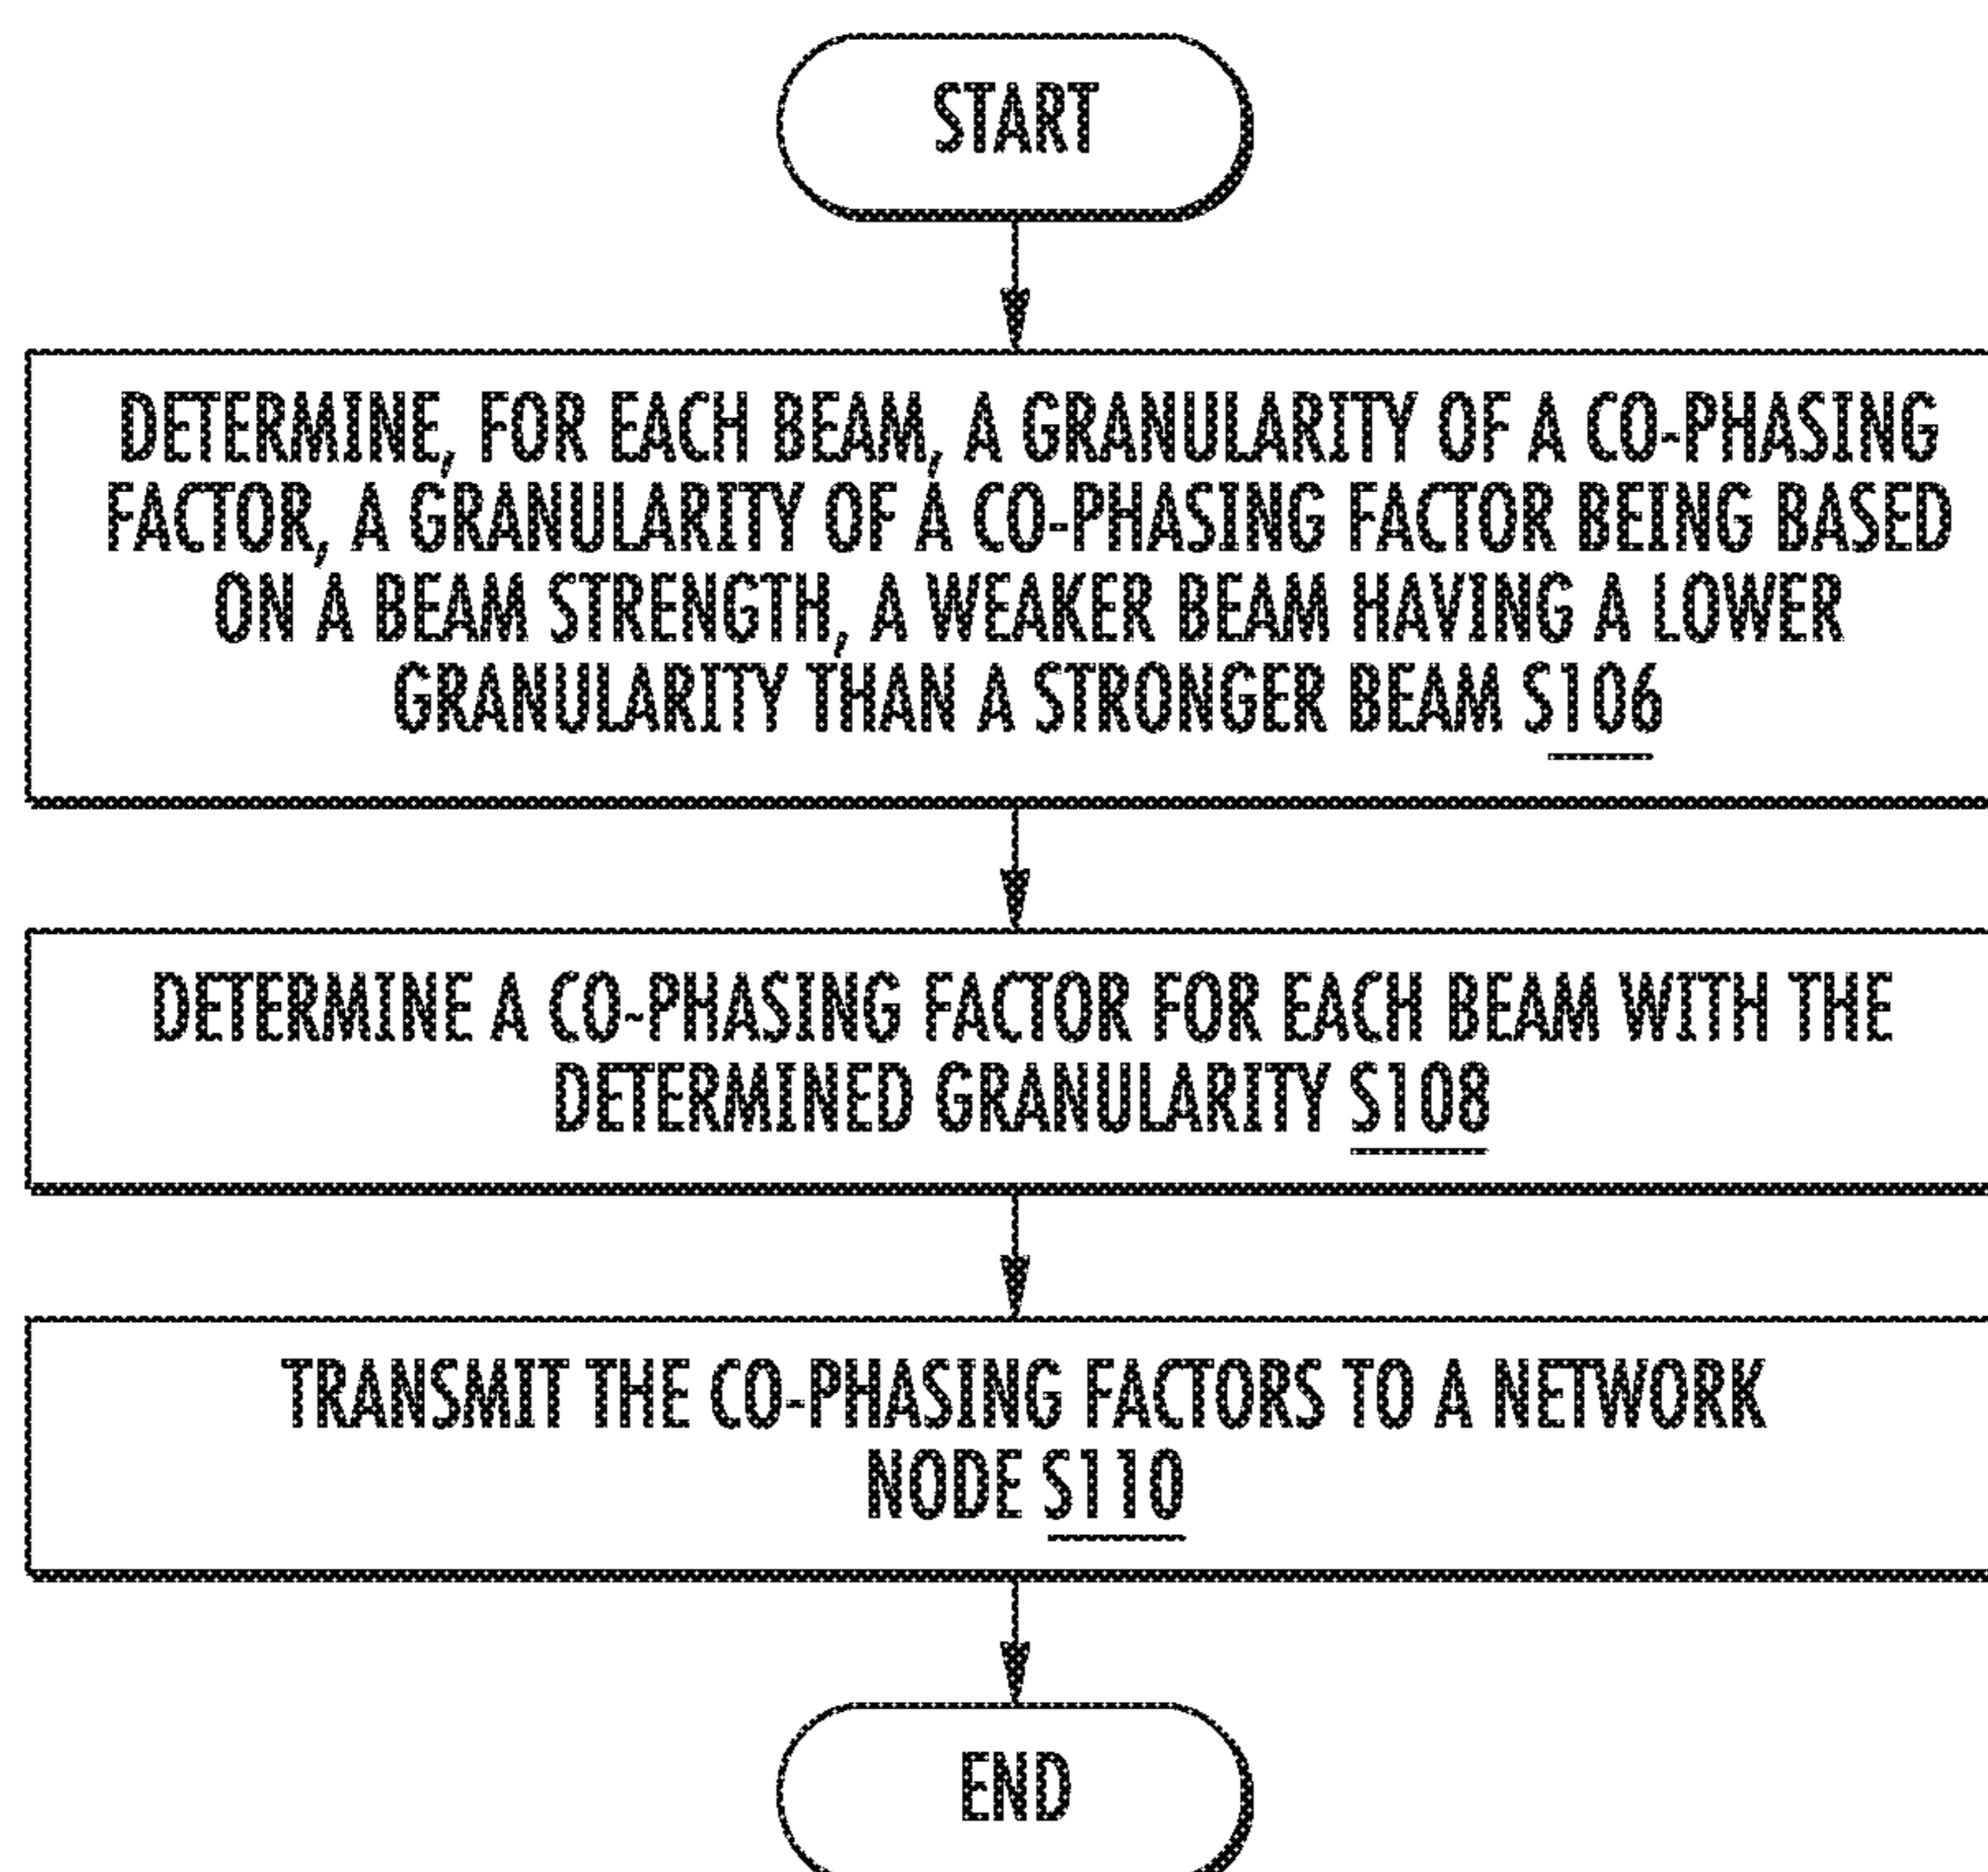 START
DETERMINE, FOR EACH BEAM, A GRANULARITY OF A CO-PHASING
FACTOR, A GRANULARITY OF A CO-PHASING FACTOR BEING BASED
ON A BEAM STRENGTH, A WEAKER BEAM HAVING A LOWER
GRANULARITY THAN A STRONGER BEAM S106
DETERMINE A CO-PHASING FACTOR FOR EACH BEAM WITH THE
DETERMINED GRANULARITY S108
TRANSMIT THE CO-PHASING FACTORS TO A NETWORK
NODE S110
END